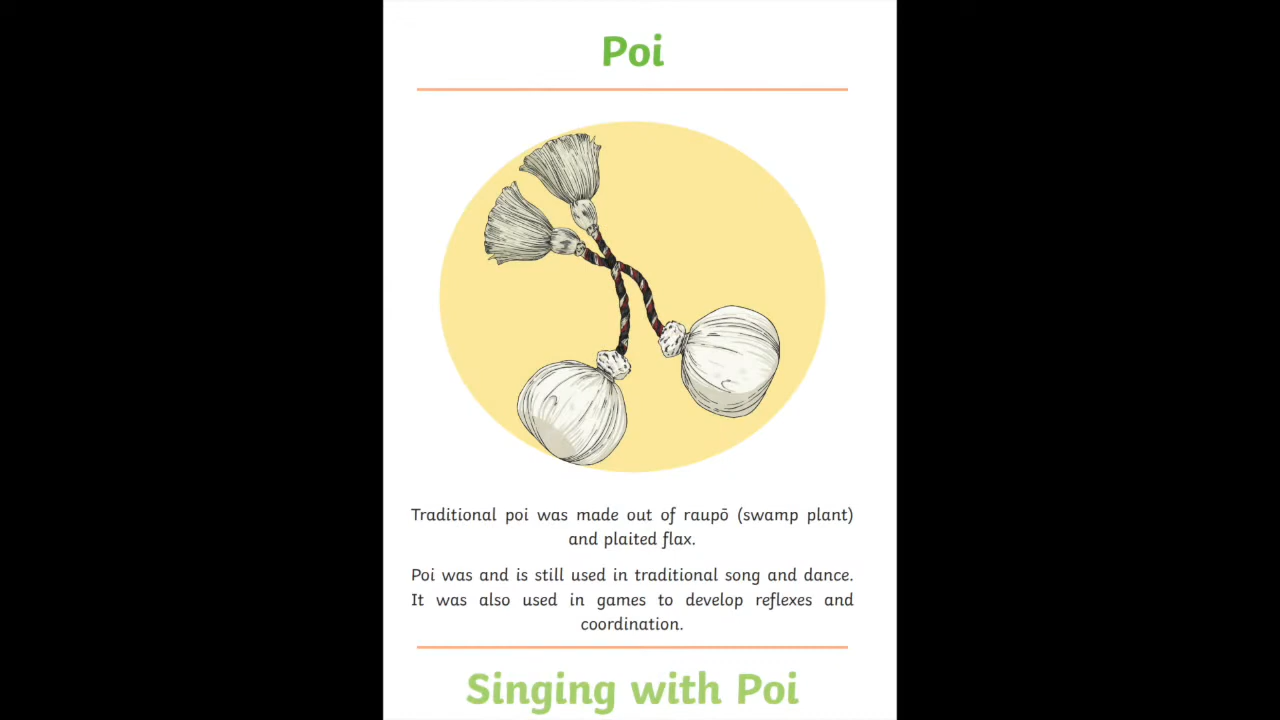 Poi
Traditional poi was made out of raupō (swamp plant)
and plaited flax.
Poi was and is still used in traditional song and dance.
It was also used in games to develop reflexes and
coordination.
Singing with Poi